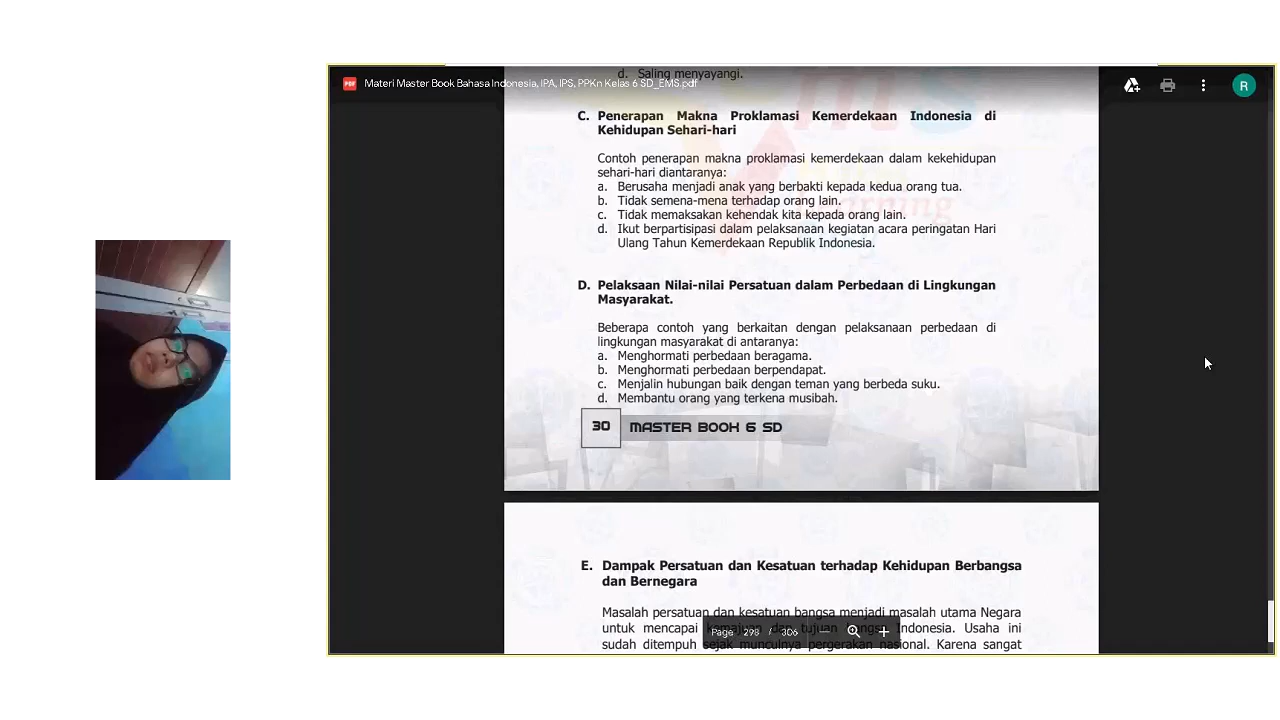 d. Saling menyayangi.
Materi Master Book Bahasa Indonesia, IPA, IPS, PPKn Kelas 6 SD_EMS.pdf
R
C. Penerapan Makna Proklamasi Kemerdekaan Indonesia di
Kehidupan Sehari-hari
Contoh penerapan makna proklamasi kemerdekaan dalam kekehidupan
sehari-hari diantaranya:
a. Berusaha menjadi anak yang berbakti kepada kedua orang tua.
b. Tidak semena-mena terhadap orang lain.
c. Tidak memaksakan kehendak kita kepada orang lain.
d. Ikut berpartisipasi dalam pelaksanaan kegiatan acara peringatan Hari
Ulang Tahun Kemerdekaan Republik Indonesia.
D. Pelaksaan Nilai-nilai Persatuan dalam Perbedaan di Lingkungan
Masyarakat.
Beberapa contoh yang berkaitan dengan pelaksanaan perbedaan di
lingkungan masyarakat di antaranya:
a. Menghormati perbedaan beragama.
b. Menghormati perbedaan berpendapat.
c. Menjalin hubungan baik dengan teman yang berbeda suku.
d. Membantu orang yang terkena musibah.
30 MASTER BOOK 6 SD
E. Dampak Persatuan dan Kesatuan terhadap Kehidupan Berbangsa
dan Bernegara
Masalah persatuan dan kesatuan bangsa menjadi masalah utama Negara
untuk mencapai kemajuan dan tujuan bangsa Indonesia. Usaha ini
Page 298 / 306
sudah ditempuh sejak munculnya pergerakan nasional. Karena sangat